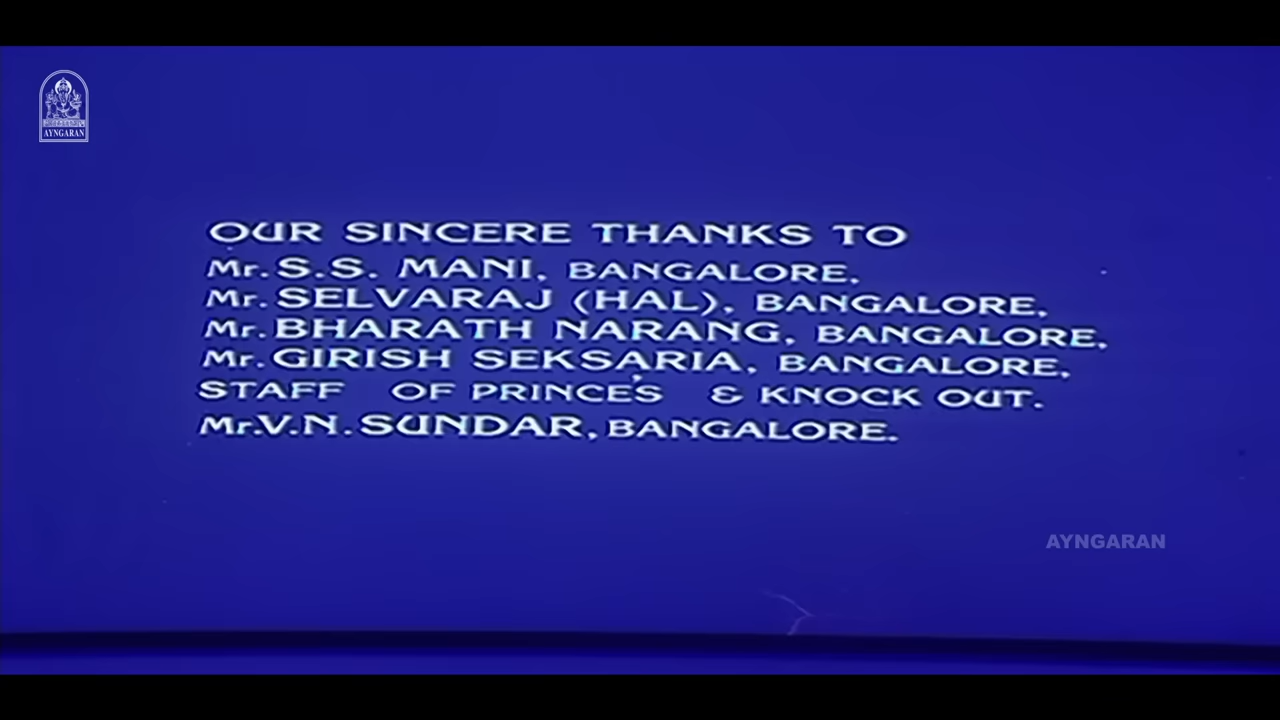 AYNGARAN
OUR SINCERE THANKS TO
Mr. S.S. MANI, BANGALORE.
Mr. SELVARAJ (HAL), BANGALORE.
Mr. BHARATH NARANG, BANGALORE.
Mr. GIRISH SEKSARIA, BANGALORE.
STAFF OF PRINCE'S & KNOCK OUT.
Mr. V.N. SUNDAR, BANGALORE.
AYNGARAN